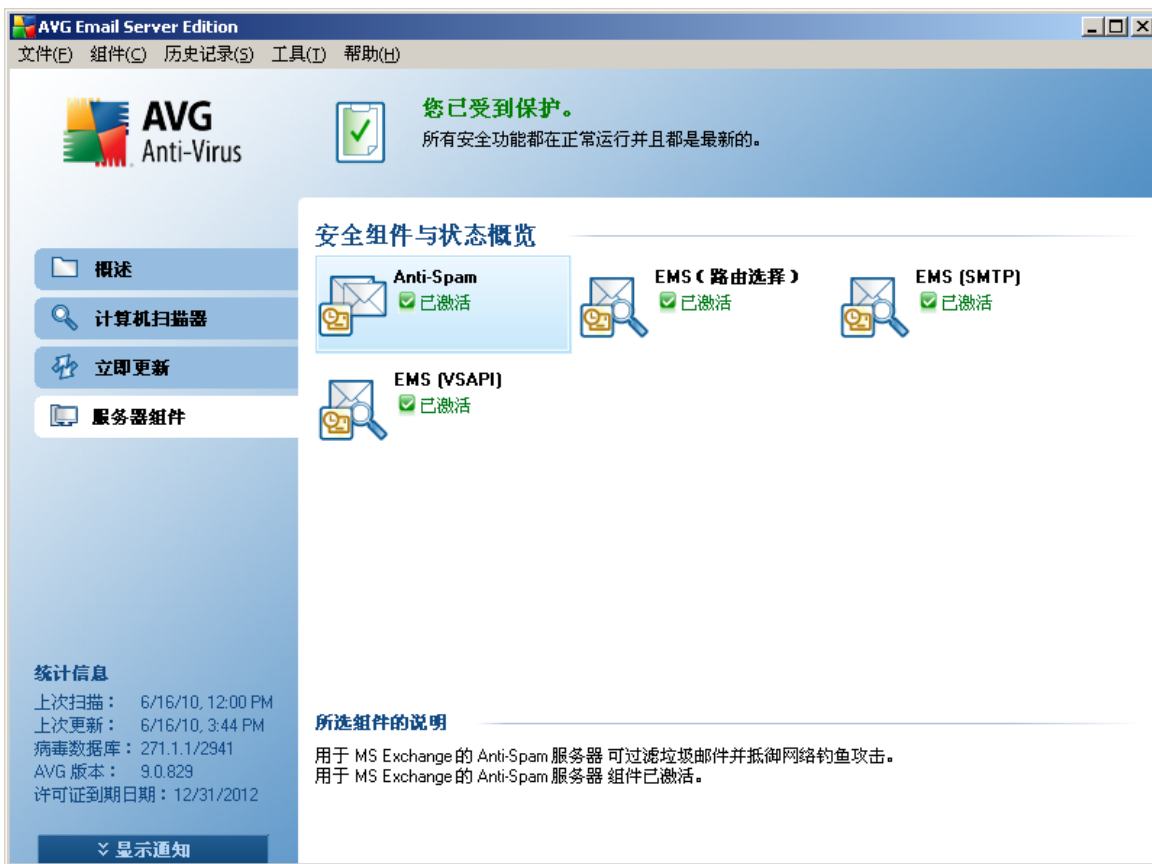 AVG Email Server Edition
文件(F) 组件(C) 历史记录(S) 工具(T) 帮助(H)
AVG
Anti-Virus
您已受到保护。
所有安全功能都在正常运行并且都是最新的。
概述
计算机扫描器
立即更新
服务器组件
安全组件与状态概览
Anti-Spam
已激活
EMS (路由选择)
已激活
EMS (SMTP)
已激活
EMS (VSAPI)
已激活
统计信息
上次扫描： 6/16/10, 12:00 PM
上次更新： 6/16/10, 3:44 PM
病毒数据库：271.1.1/2941
AVG 版本： 9.0.829
许可证到期日期：12/31/2012
显示通知
所选组件的说明
用于 MS Exchange 的 Anti-Spam 服务器 可过滤垃圾邮件并抵御网络钓鱼攻击。
用于 MS Exchange 的 Anti-Spam 服务器 组件已激活。